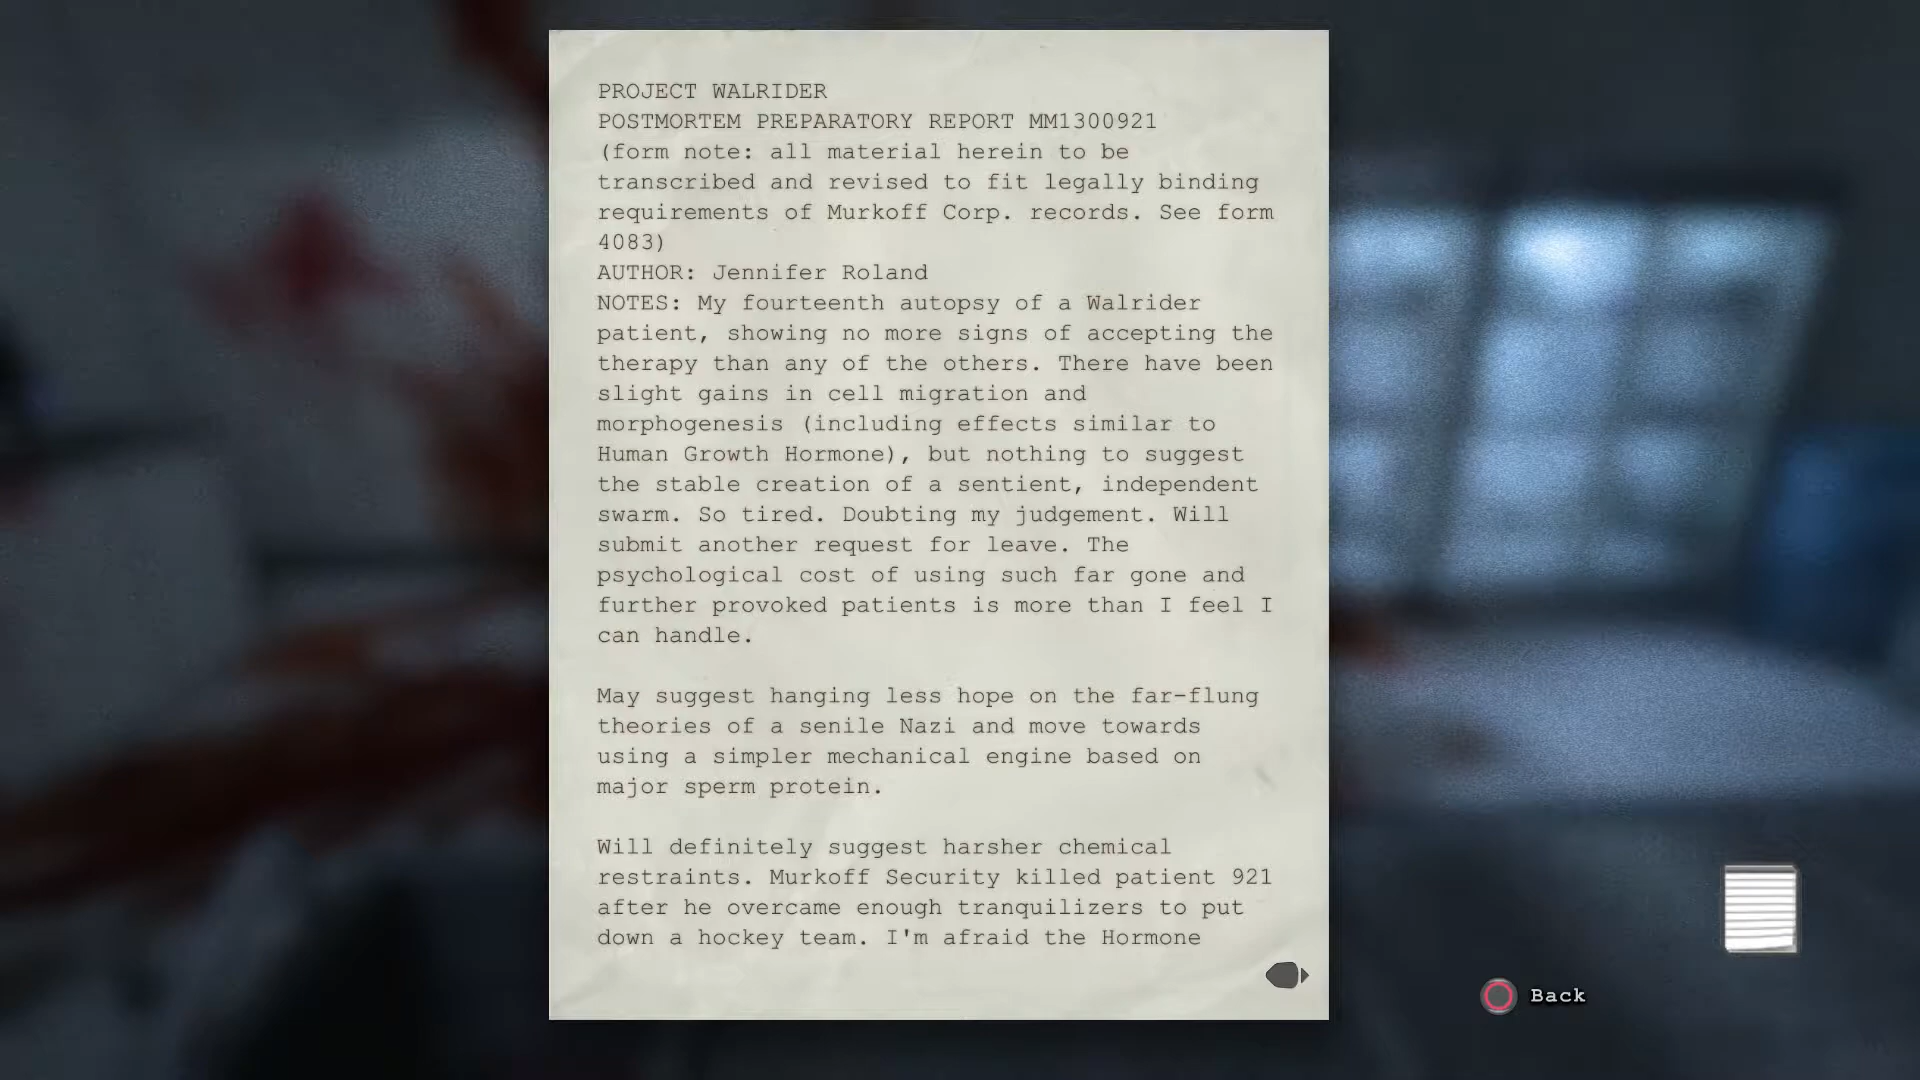 PROJECT WALRIDER
POSTMORTEM PREPARATORY REPORT MM1300921
(form note: all material herein to be
transcribed and revised to fit legally binding
requirements of Murkoff Corp. records. See form
4083)
AUTHOR: Jennifer Roland
NOTES: My fourteenth autopsy of a Walrider
patient, showing no more signs of accepting the
therapy than any of the others. There have been
slight gains in cell migration and
morphogenesis (including effects similar to
Human Growth Hormone), but nothing to suggest
the stable creation of a sentient, independent
swarm. So tired. Doubting my judgement. Will
submit another request for leave. The
psychological cost of using such far gone and
further provoked patients is more than I feel I
can handle.

May suggest hanging less hope on the far-flung
theories of a senile Nazi and move towards
using a simpler mechanical engine based on
major sperm protein.

Will definitely suggest harsher chemical
restraints. Murkoff Security killed patient 921
after he overcame enough tranquilizers to put
down a hockey team. I'm afraid the Hormone
Back